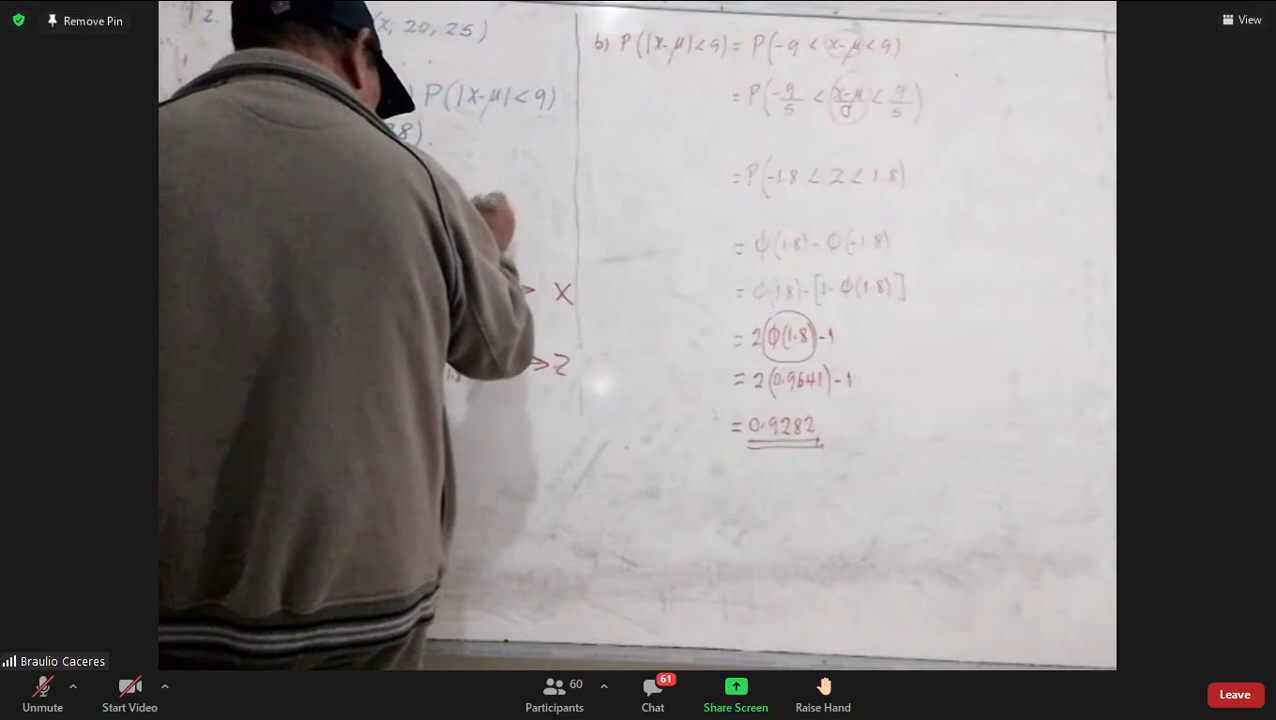 Remove Pin
View
2.
(x, 20, 25)
) P(|x-μ|<9)
38)
X
Z
b) P(|x-μ|<9) = P(-9 < x-μ < 9)
= P(-9/5 < x-μ/σ < 9/5)
= P(-1.8 < Z < 1.8)
= ϕ(1.8) - ϕ(-1.8)
= ϕ(1.8) - [1 - ϕ(1.8)]
= 2(ϕ(1.8)) - 1
= 2(0.9641) - 1
= 0.9282
Braulio Caceres
Unmute
Start Video
60
Participants
61
Chat
Share Screen
Raise Hand
Leave